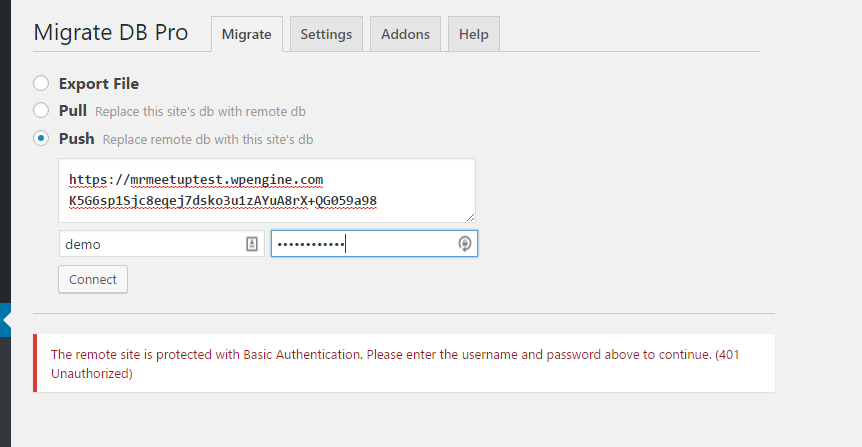 Migrate DB Pro
Migrate
Settings
Addons
Help
Export File
Pull Replace this site's db with remote db
Push Replace remote db with this site's db
https://mrmeetuptest.wpengine.com
K5G6sp1Sjc8eqej7dsko3u1zAYuA8rX+QG059a98
demo
••••••••••••
Connect
The remote site is protected with Basic Authentication. Please enter the username and password above to continue. (401
Unauthorized)